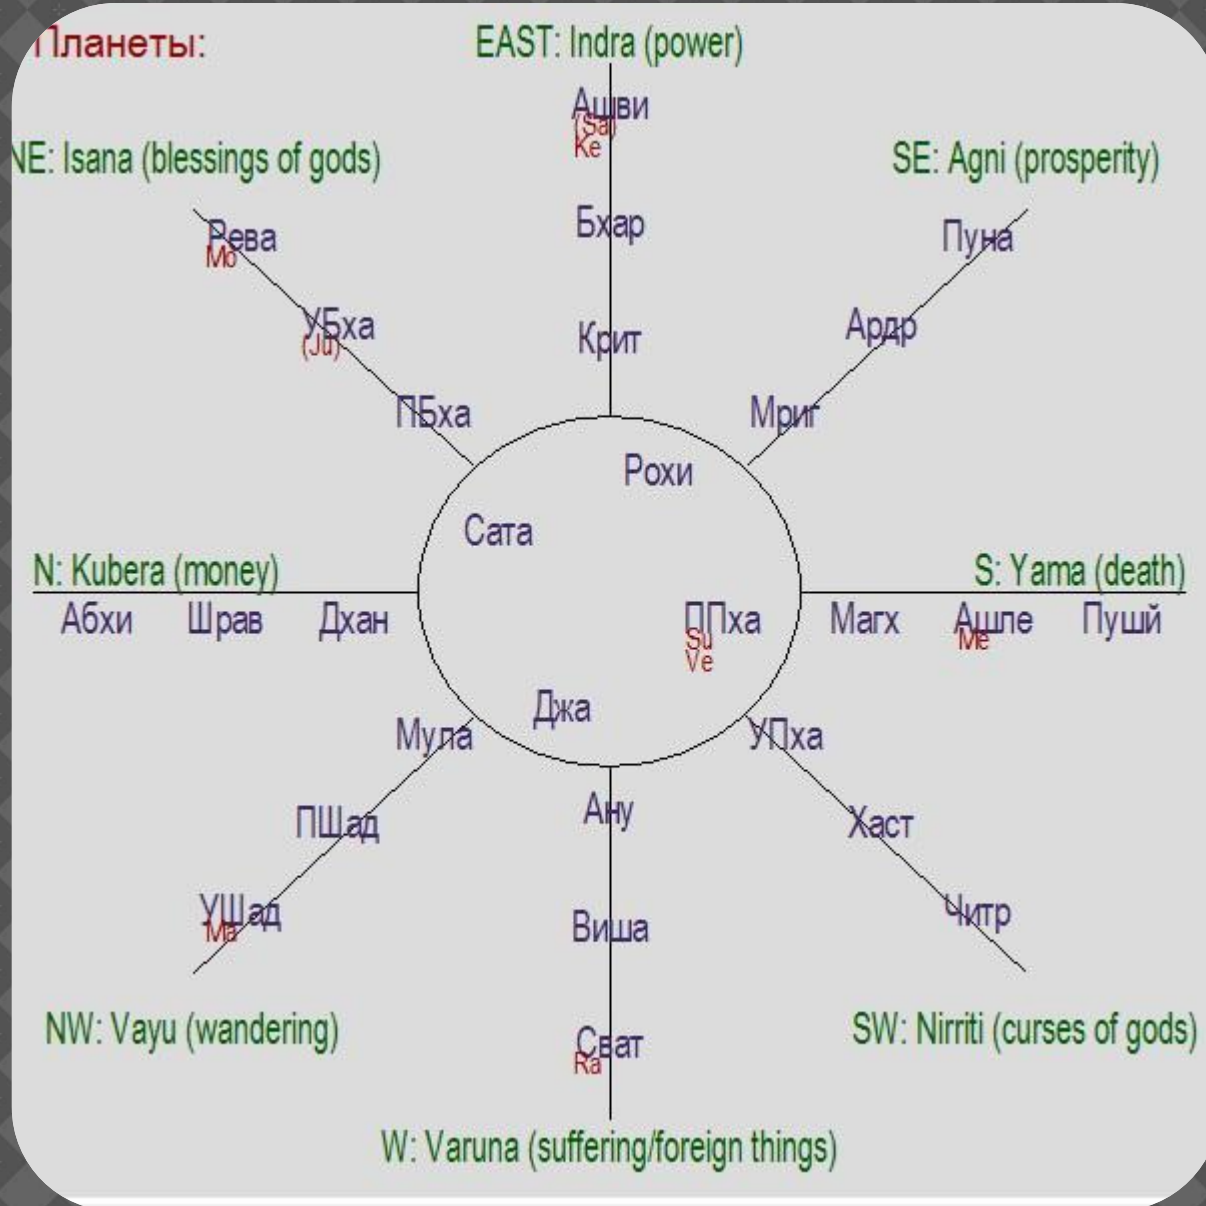 Планеты:
EAST: Indra (power)
Ашви
(Sa)
Ke
NE: Isana (blessings of gods)
SE: Agni (prosperity)
Рева
Mo
Бхар
Пуна
УБха
(Ju)
Крит
Ардр
ПБха
Мриг
Рохи
Сата
N: Kubera (money)
S: Yama (death)
Абхи Шрав Дхан
ППха
Su
Ve
Магх Ашле Пушй
Me
Джа
Мула
УПха
Ану
ПШад
Хаст
УШад
Ma
Виша
Читр
NW: Vayu (wandering)
SW: Nirriti (curses of gods)
Сват
Ra
W: Varuna (suffering/foreign things)